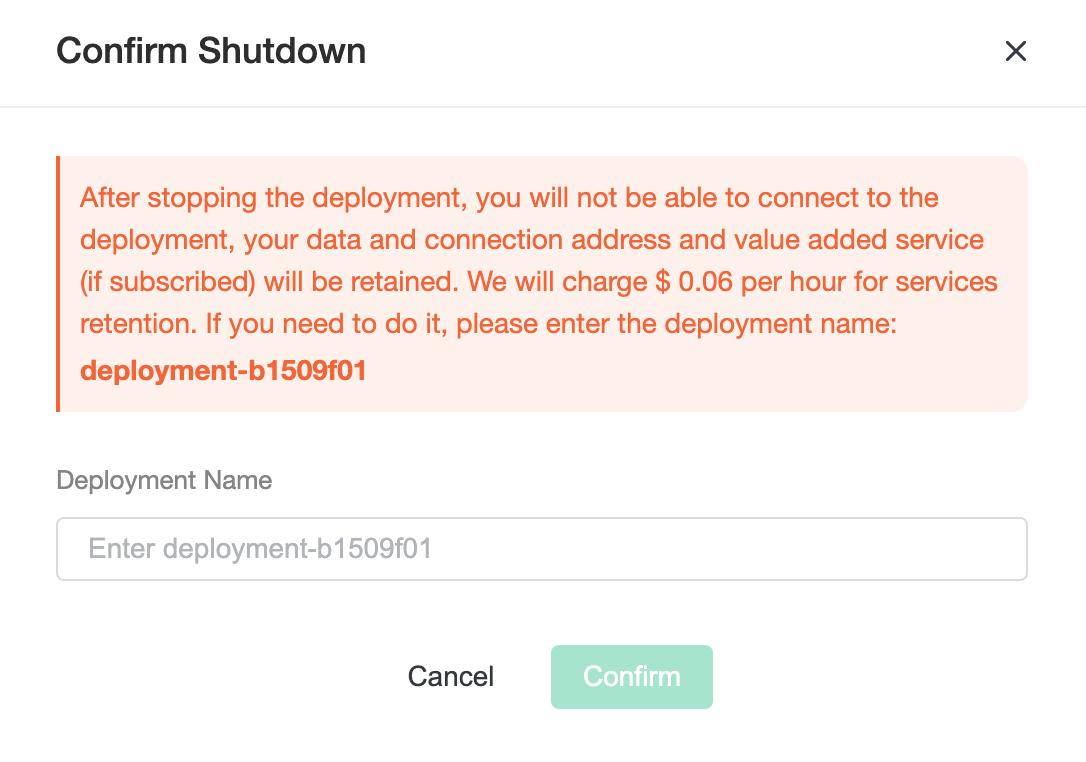 Confirm Shutdown
After stopping the deployment, you will not be able to connect to the
deployment, your data and connection address and value added service
(if subscribed) will be retained. We will charge $ 0.06 per hour for services
retention. If you need to do it, please enter the deployment name:
deployment-b1509f01
Deployment Name
Enter deployment-b1509f01
Cancel
Confirm